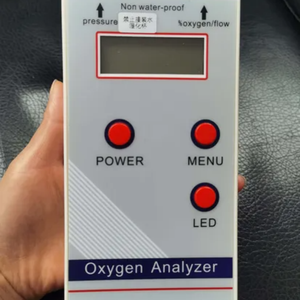 Non water-proof
pressure
%oxygen/flow
POWER
MENU
LED
Oxygen Analyzer